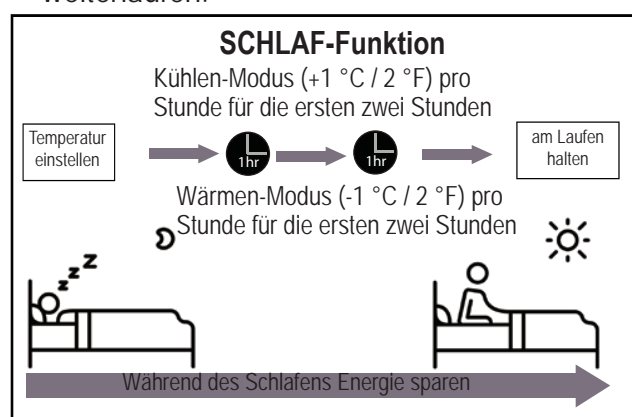 SCHLAF-Funktion
Kühlen-Modus (+1 °C / 2 °F) pro
Stunde für die ersten zwei Stunden
Temperatur
einstellen
1hr
1hr
am Laufen
halten
Wärmen-Modus (-1 °C / 2 °F) pro
Stunde für die ersten zwei Stunden
z z z
Während des Schlafens Energie sparen